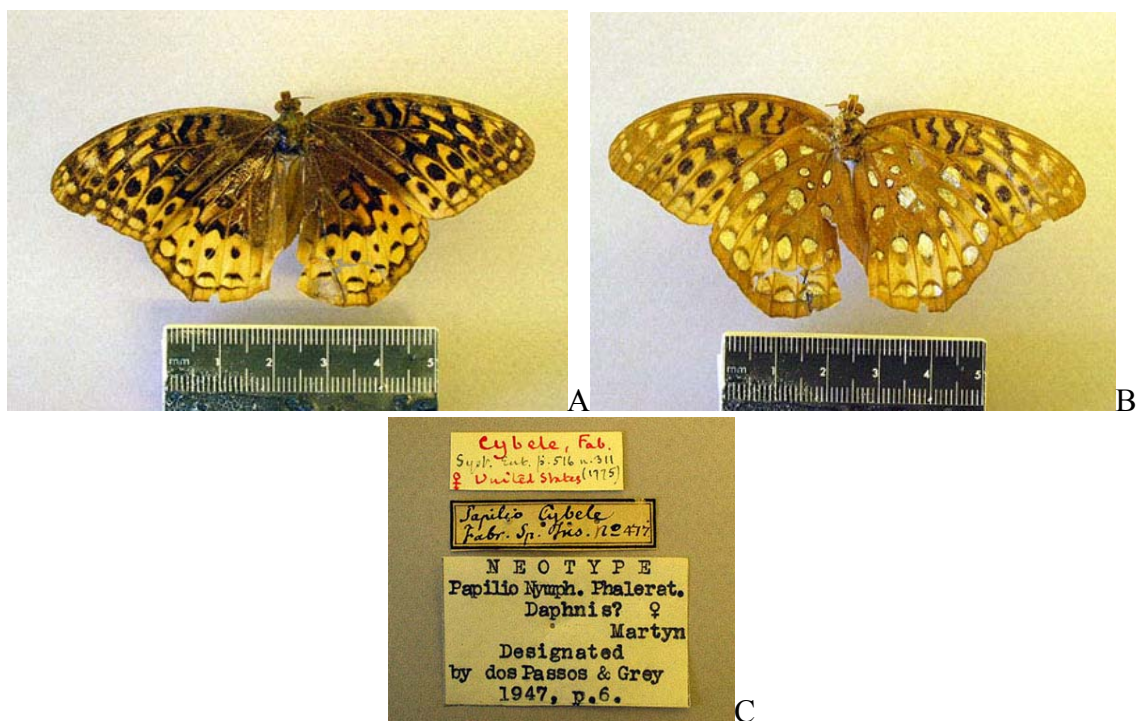 mm 1 2 3 4 5
A
mm 1 2 3 4 5
B
Cybele, Fab.
Syst. Ent. p. 516 n. 311
♀ United States (1775)
Papilio Cybele
Fabr. Sp. Ins. No 477.
N E O T Y P E
Papilio Nymph. Phalerat.
Daphnis? ♀
Martyn
Designated
by dos Passos & Grey
1947, p.6.
C